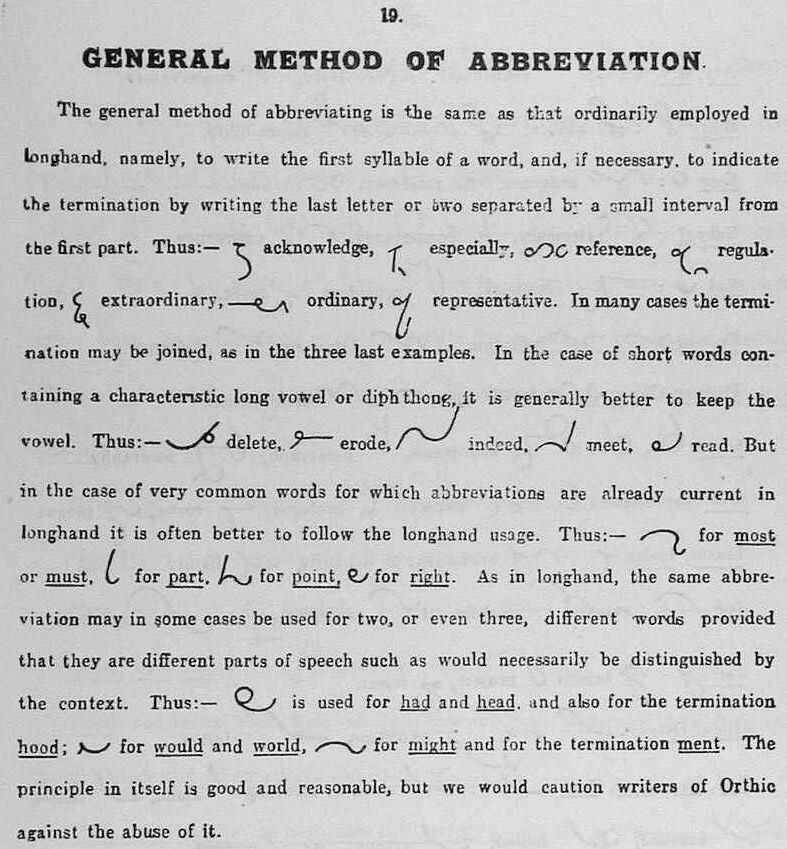 19.
GENERAL METHOD OF ABBREVIATION.
The general method of abbreviating is the same as that ordinarily employed in
longhand, namely, to write the first syllable of a word, and, if necessary. to indicate
the termination by writing the last letter or two separated by a small interval from
the first part. Thus:— acknowledge, especially, reference, regula-
tion, extraordinary, ordinary, representative. In many cases the termi-
nation may be joined, as in the three last examples. In the case of short words con-
taining a characteristic long vowel or diphthong, it is generally better to keep the
vowel. Thus:— delete, erode, indeed, meet, read. But
in the case of very common words for which abbreviations are already current in
longhand it is often better to follow the longhand usage. Thus:— for most
or must, for part, for point, for right. As in longhand, the same abbre-
viation may in some cases be used for two, or even three, different words provided
that they are different parts of speech such as would necessarily be distinguished by
the context. Thus:— is used for had and head. and also for the termination
hood; for would and world, for might and for the termination ment. The
principle in itself is good and reasonable, but we would caution writers of Orthic
against the abuse of it.